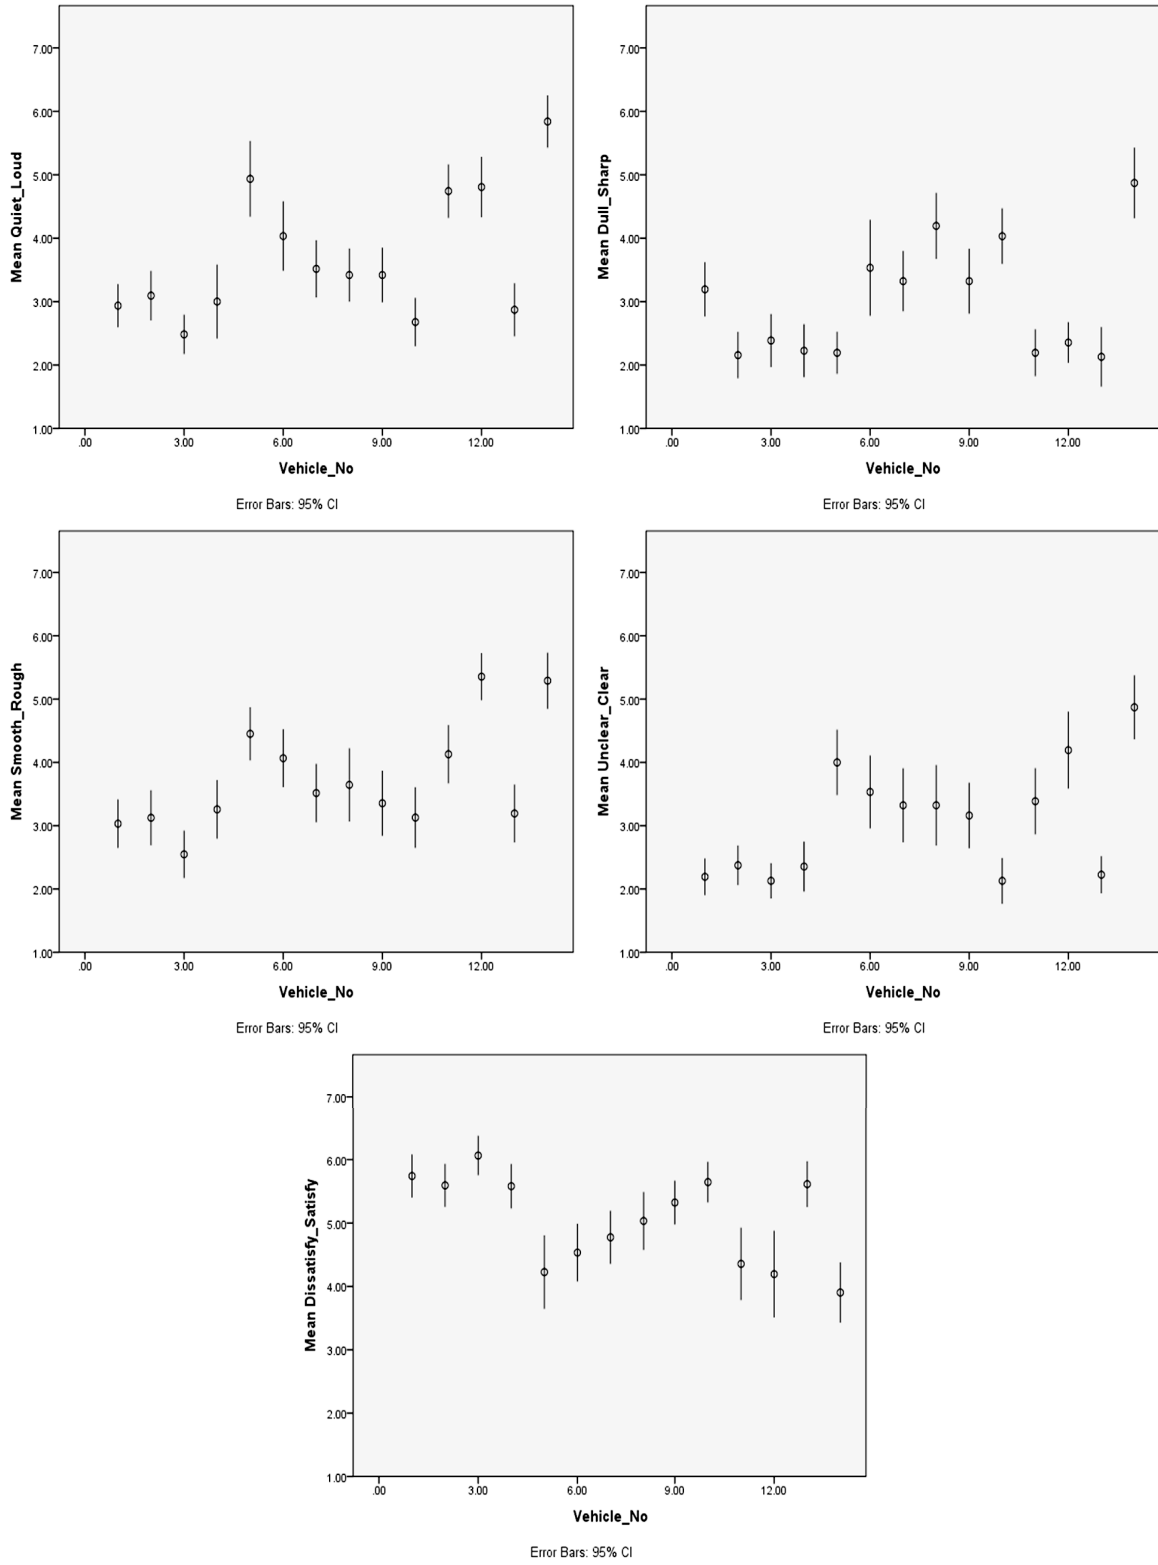 Mean Quiet_Loud
7.00
6.00
5.00
4.00
3.00
2.00
1.00
.00 3.00 6.00 9.00 12.00
Vehicle_No
Error Bars: 95% CI
Mean Dull_Sharp
7.00
6.00
5.00
4.00
3.00
2.00
1.00
.00 3.00 6.00 9.00 12.00
Vehicle_No
Error Bars: 95% CI
Mean Smooth_Rough
7.00
6.00
5.00
4.00
3.00
2.00
1.00
.00 3.00 6.00 9.00 12.00
Vehicle_No
Error Bars: 95% CI
Mean Unclear_Clear
7.00
6.00
5.00
4.00
3.00
2.00
1.00
.00 3.00 6.00 9.00 12.00
Vehicle_No
Error Bars: 95% CI
Mean Dissatisfy_Satisfy
7.00
6.00
5.00
4.00
3.00
2.00
1.00
.00 3.00 6.00 9.00 12.00
Vehicle_No
Error Bars: 95% CI